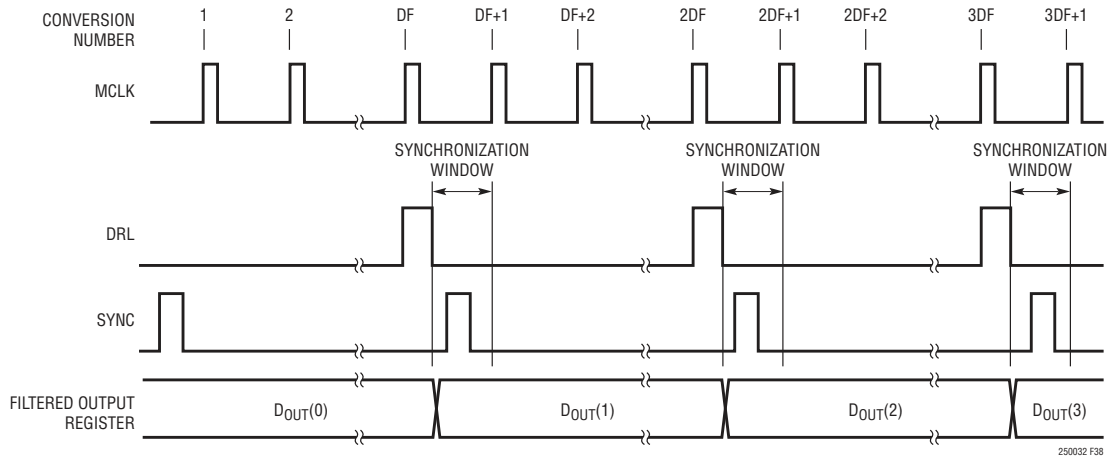 CONVERSION
NUMBER
1 2 DF DF+1 DF+2 2DF 2DF+1 2DF+2 3DF 3DF+1
MCLK
SYNCHRONIZATION
WINDOW
SYNCHRONIZATION
WINDOW
SYNCHRONIZATION
WINDOW
DRL
SYNC
FILTERED OUTPUT
REGISTER
DOUT(0) DOUT(1) DOUT(2) DOUT(3)
250032 F38